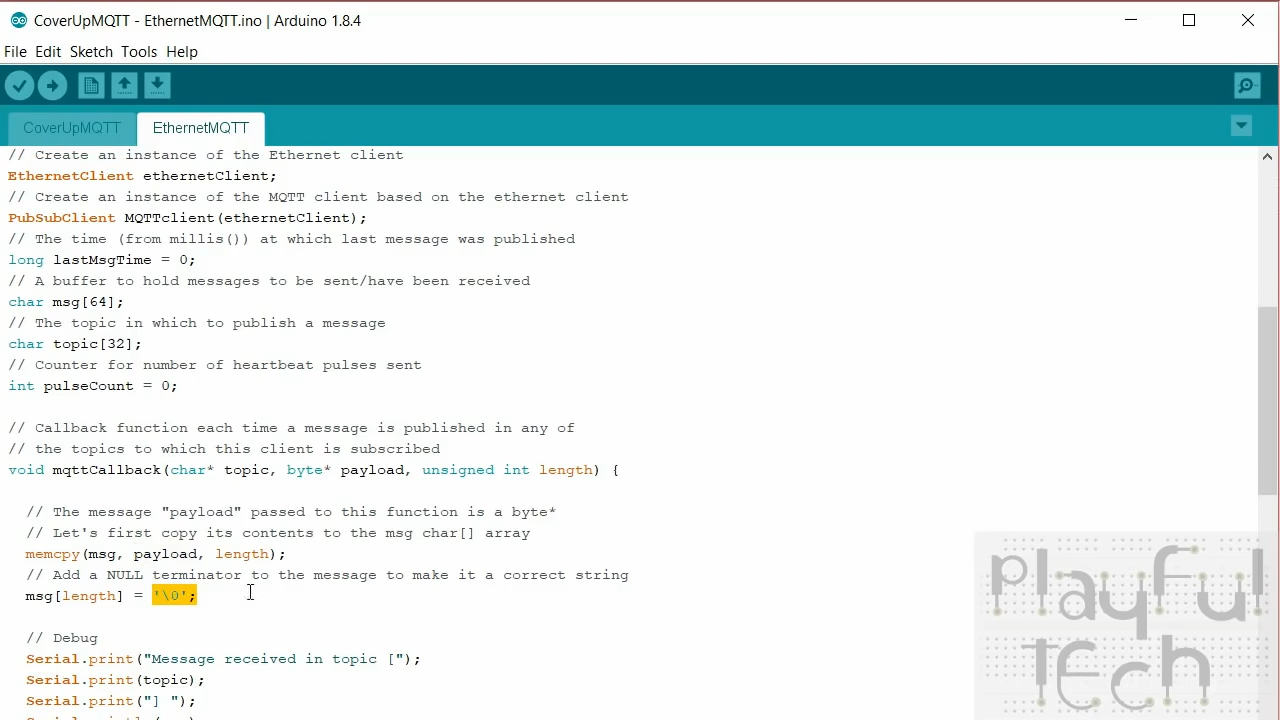 CoverUpMQTT - EthernetMQTT.ino | Arduino 1.8.4
File Edit Sketch Tools Help
CoverUpMQTT EthernetMQTT
// Create an instance of the Ethernet client
EthernetClient ethernetClient;
// Create an instance of the MQTT client based on the ethernet client
PubSubClient MQTTclient(ethernetClient);
// The time (from millis()) at which last message was published
long lastMsgTime = 0;
// A buffer to hold messages to be sent/have been received
char msg[64];
// The topic in which to publish a message
char topic[32];
// Counter for number of heartbeat pulses sent
int pulseCount = 0;
// Callback function each time a message is published in any of
// the topics to which this client is subscribed
void mqttCallback(char* topic, byte* payload, unsigned int length) {
// The message "payload" passed to this function is a byte*
// Let's first copy its contents to the msg char[] array
memcpy(msg, payload, length);
// Add a NULL terminator to the message to make it a correct string
msg[length] = '\0';
// Debug
Serial.print("Message received in topic [");
Serial.print(topic);
Serial.print("] ");
playful
tech